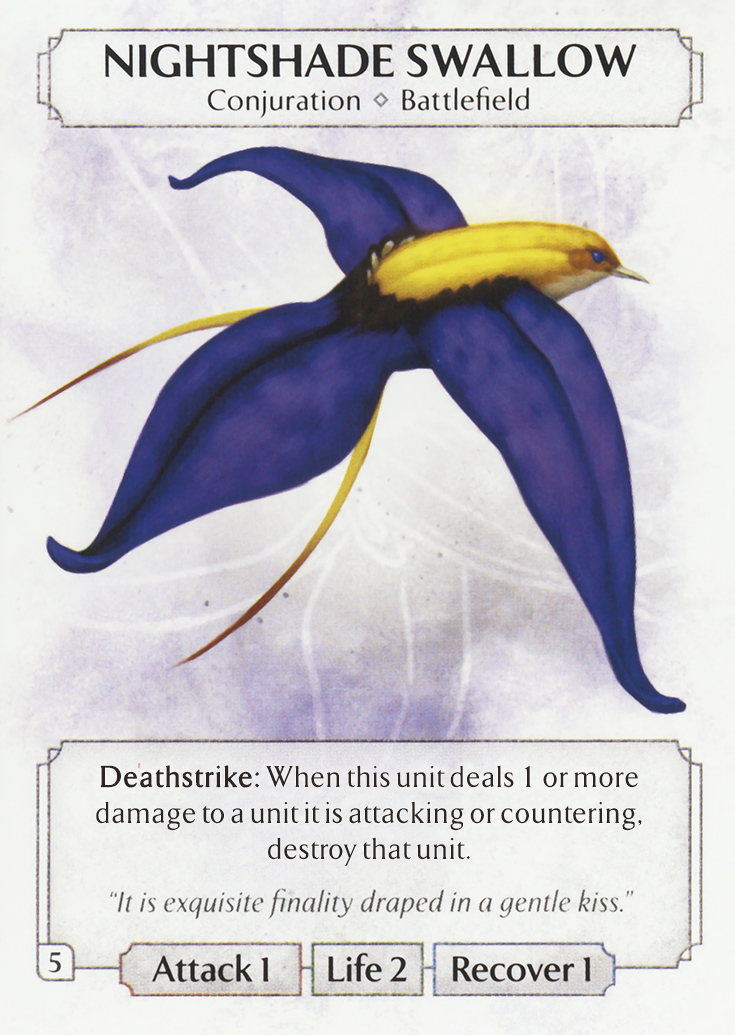 NIGHTSHADE SWALLOW
Conjuration ◇ Battlefield
Deathstrike: When this unit deals 1 or more
damage to a unit it is attacking or countering,
destroy that unit.
“It is exquisite finality draped in a gentle kiss.”
5
Attack 1
Life 2
Recover 1